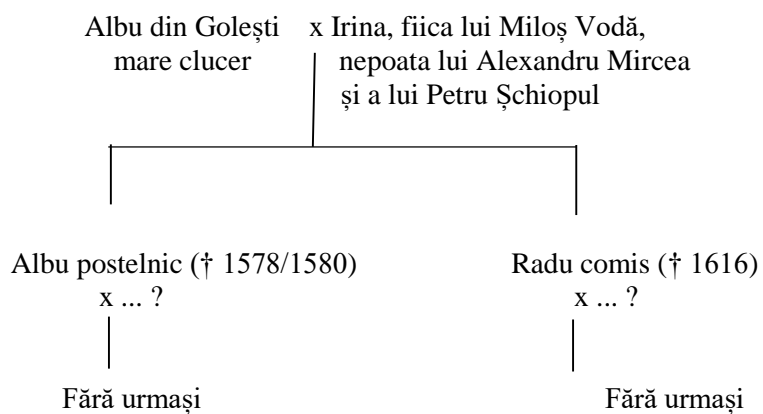 Albu din Golești x Irina, fiica lui Miloș Vodă,
mare clucer nepoata lui Alexandru Mircea
și a lui Petru Șchiopul
Albu postelnic († 1578/1580) Radu comis († 1616)
x ... ? x ... ?
Fără urmași Fără urmași